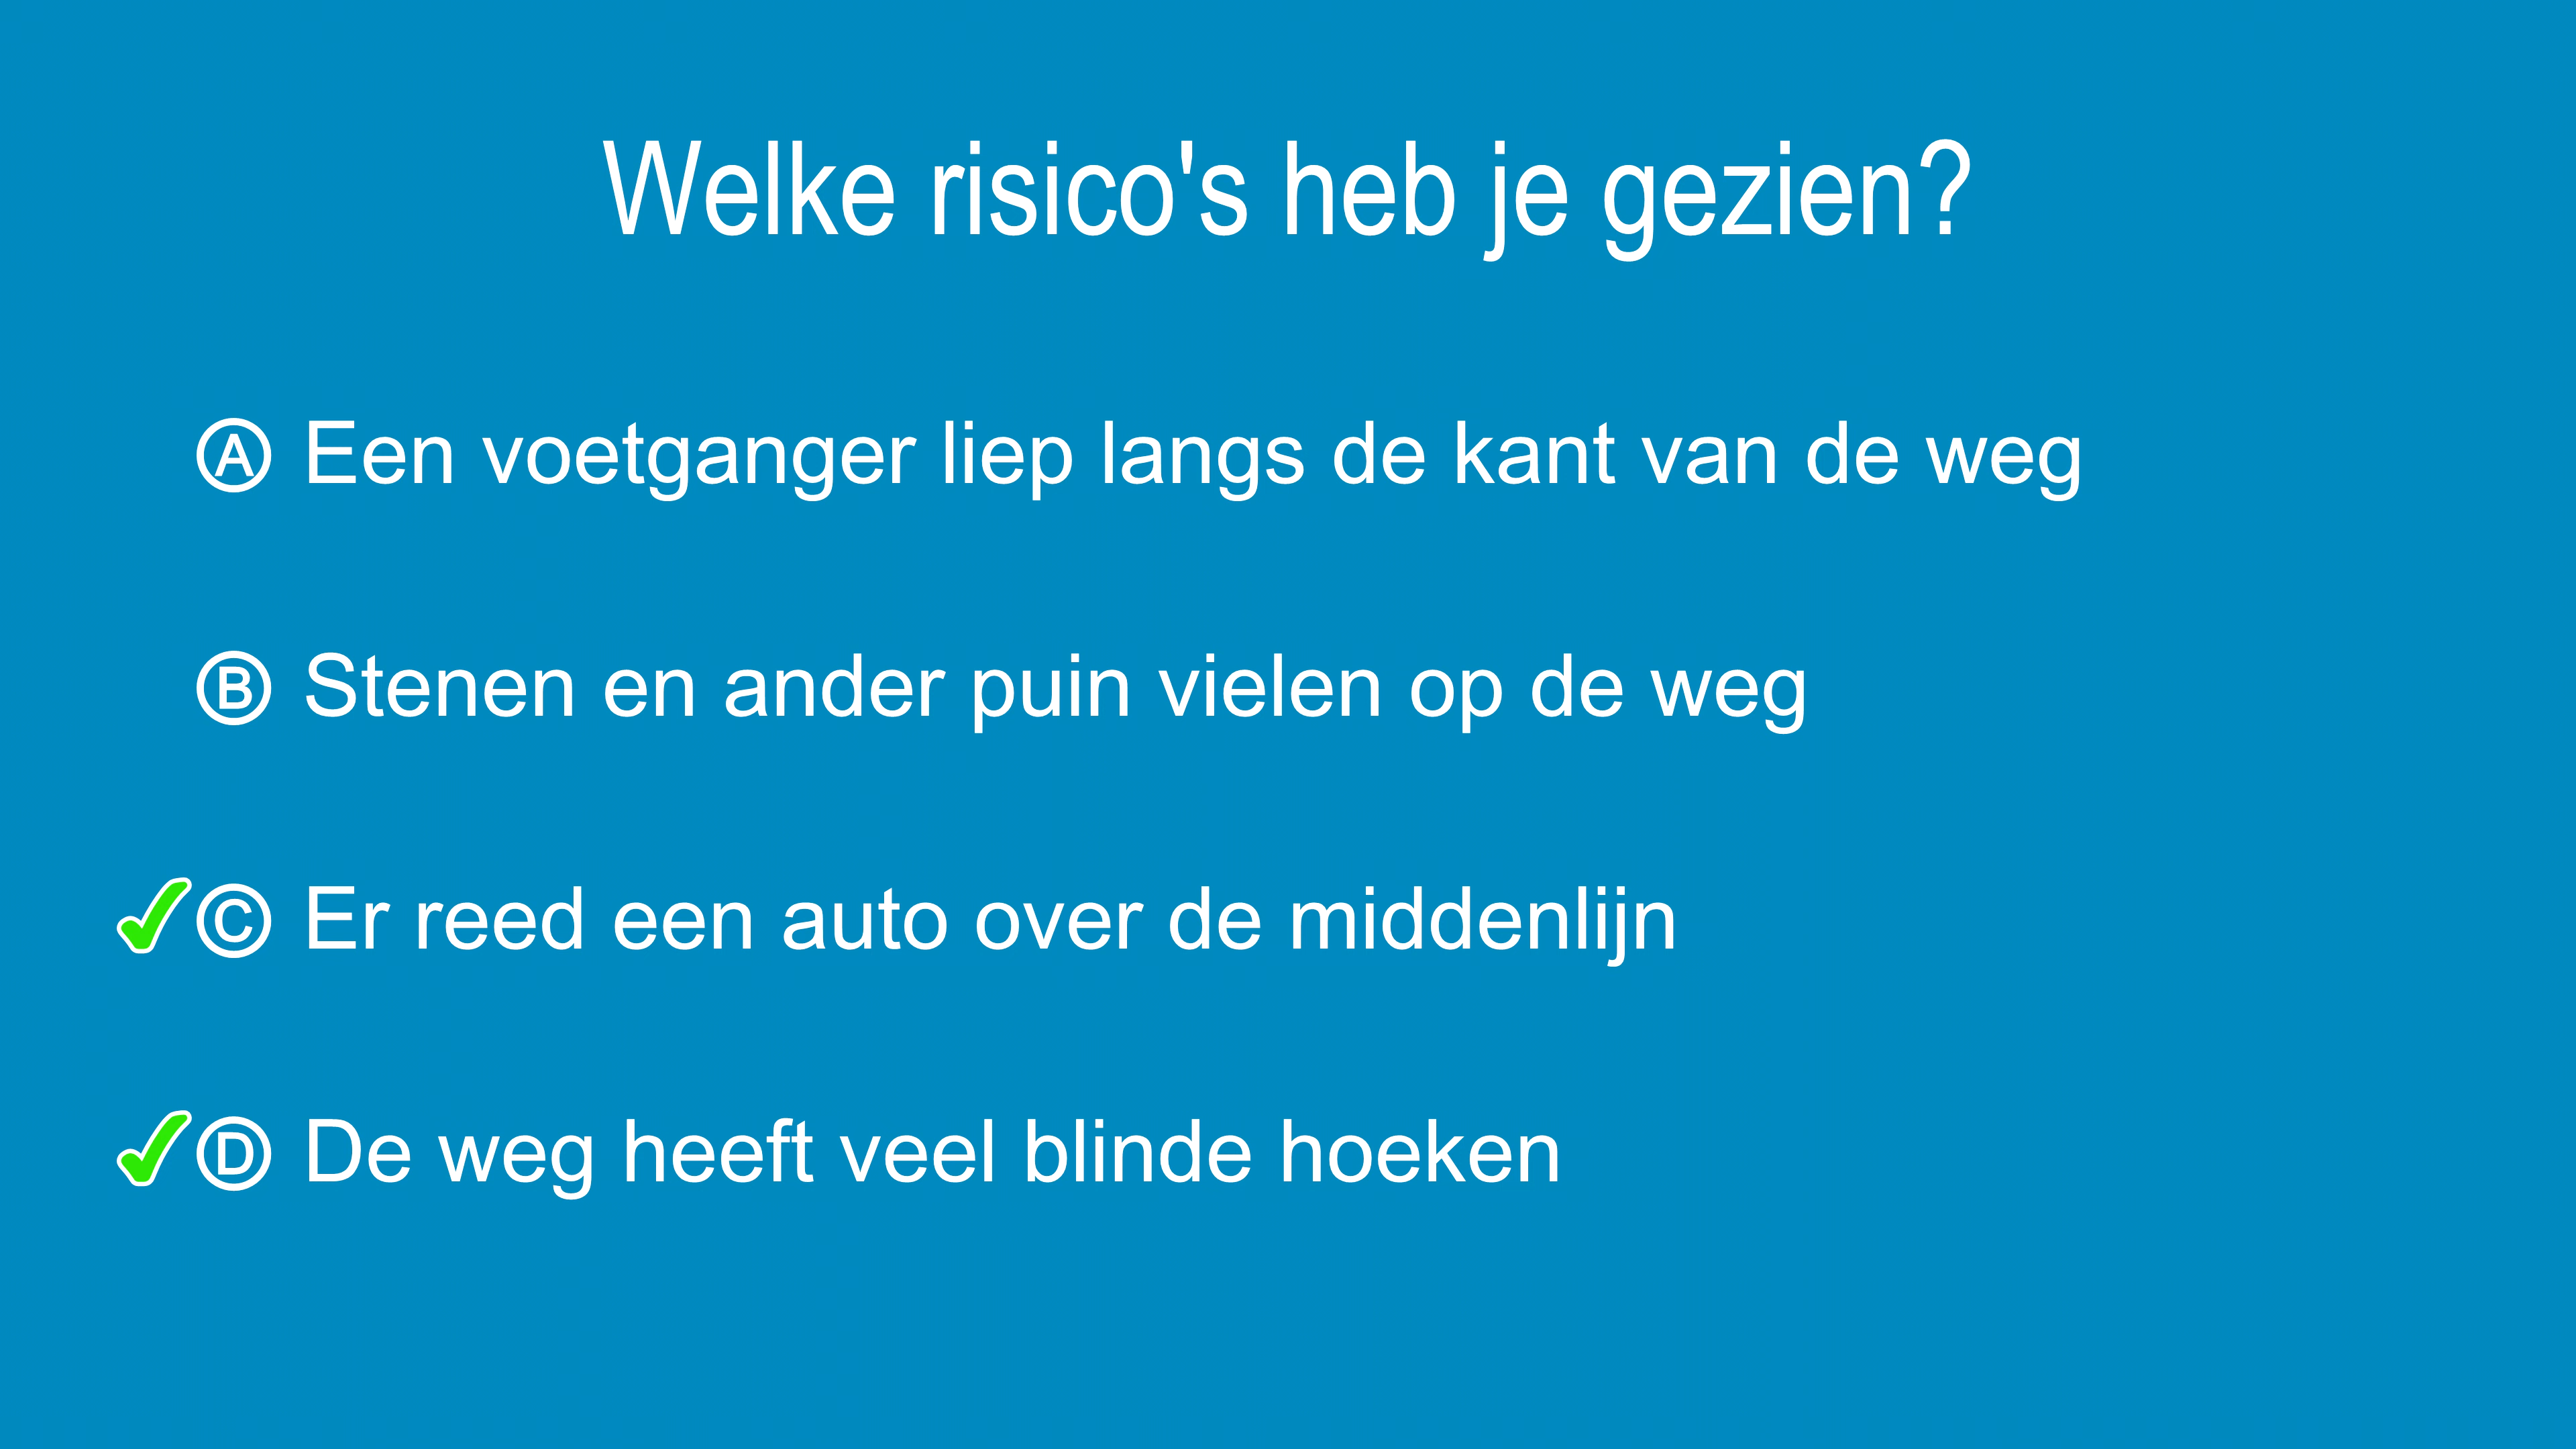 Welke risico's heb je gezien?
Ⓐ Een voetganger liep langs de kant van de weg
Ⓑ Stenen en ander puin vielen op de weg
✓Ⓒ Er reed een auto over de middenlijn
✓Ⓓ De weg heeft veel blinde hoeken